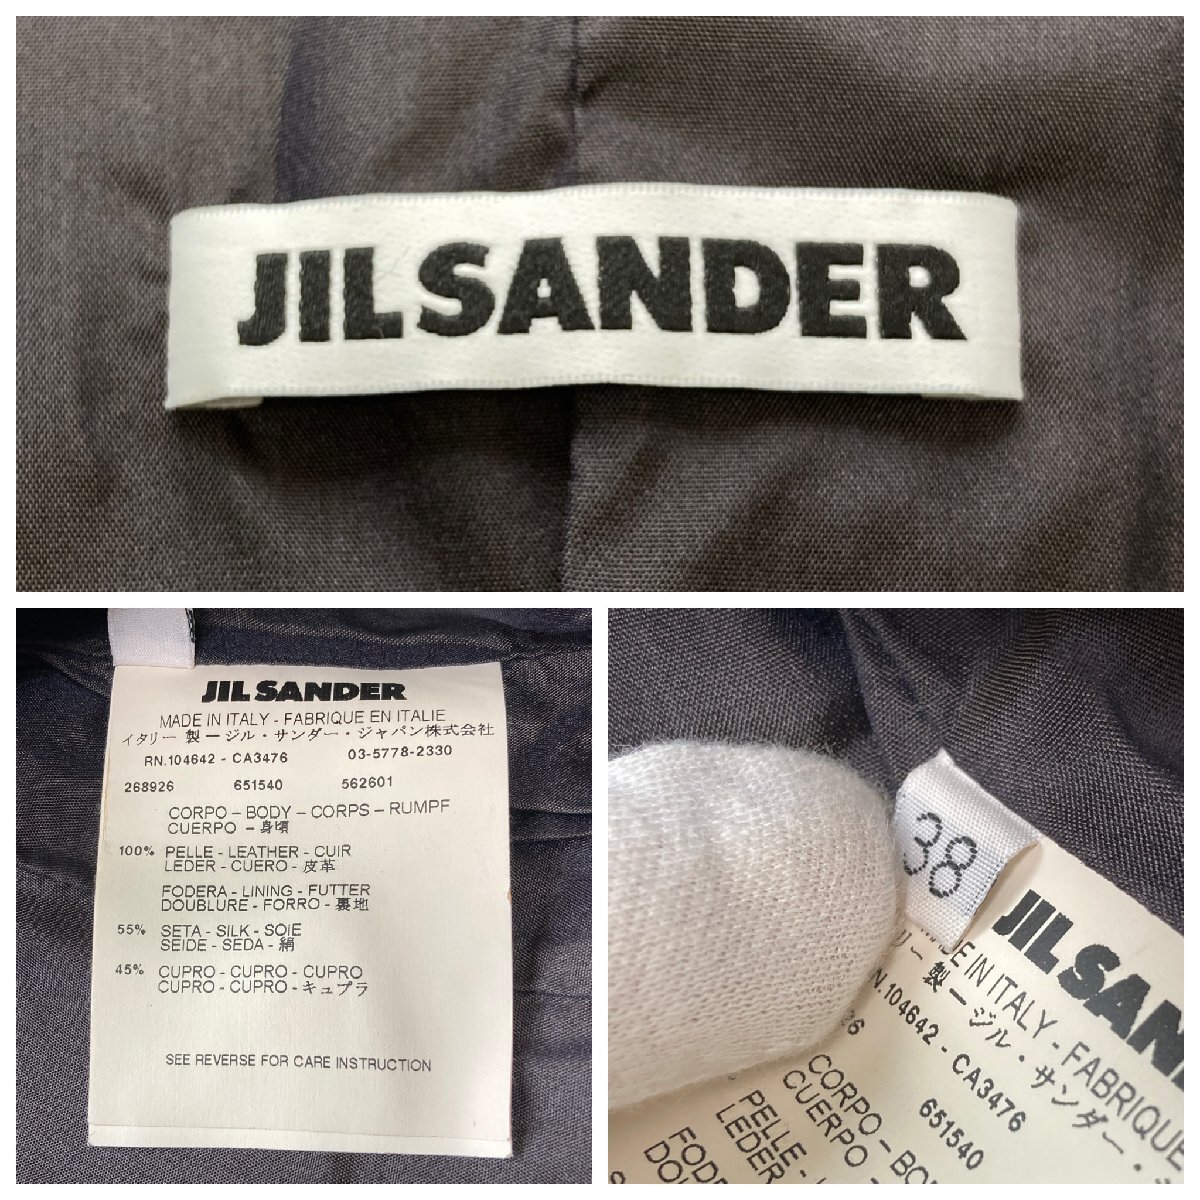 JIL SANDER
JIL SANDER
MADE IN ITALY - FABRIQUE EN ITALIE
イタリー 製 ージル・サンダー・ジャパン株式会社
RN.104642 - CA3476 03-5778-2330
268926 651540 562601
CORPO - BODY - CORPS - RUMPF
CUERPO - 身頃
100% PELLE - LEATHER - CUIR
LEDER - CUERO - 皮革
FODERA - LINING - FUTTER
DOUBLURE - FORRO - 裏地
55% SETA - SILK - SOIE
SEIDE - SEDA - 絹
45% CUPRO - CUPRO - CUPRO
CUPRO - CUPRO - キュプラ
SEE REVERSE FOR CARE INSTRUCTION
38
JIL SAN
DE IN ITALY - FABRIQUE
リー 製 ージル・サンダー・
N.104642 - CA3476
26 651540
CORPO - BO
CUERPO -
PELLE - L
LEDER -
FOD
DOU